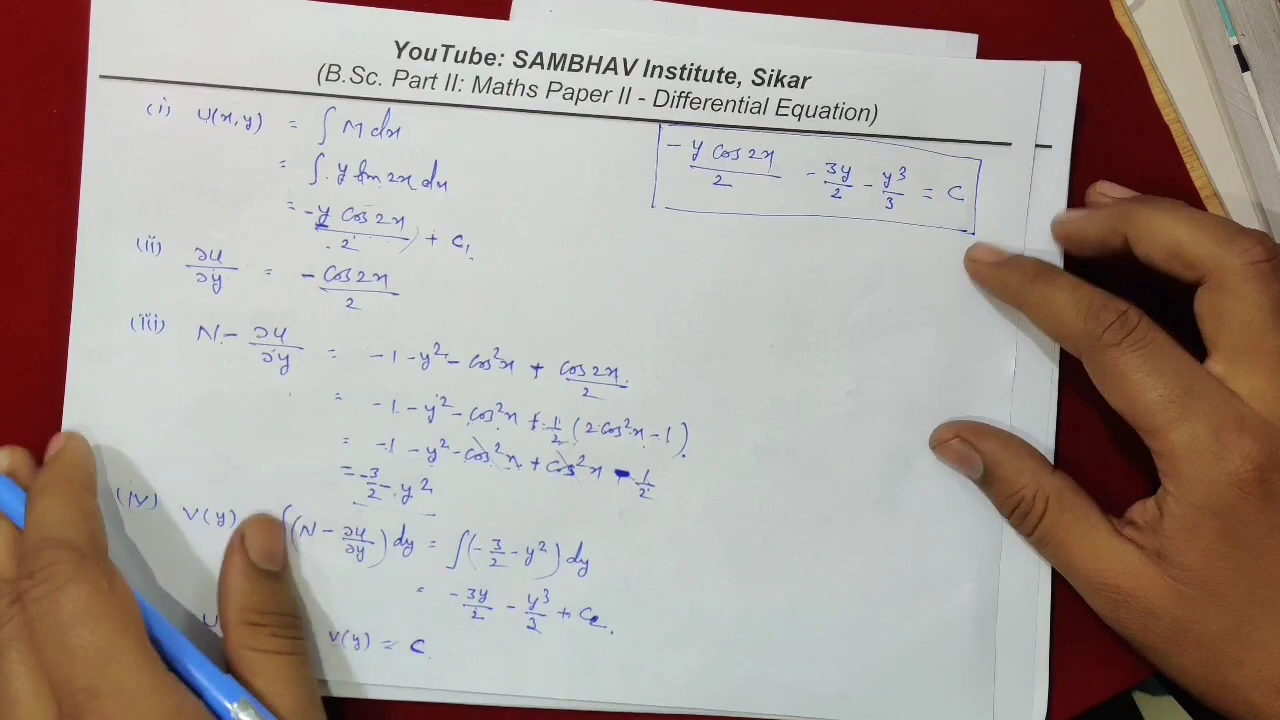 YouTube: SAMBHAV Institute, Sikar
(B.Sc. Part II: Maths Paper II - Differential Equation)
(i) U(x,y) = ∫ M dx
= ∫ y sin 2x dx
= -y cos 2x / 2 + C₁
(ii) ∂u/∂y = - cos 2x / 2
(iii) N - ∂u/∂y = -1 - y² - cos²x + cos 2x / 2
= -1 - y² - cos²x + 1/2 (2cos²x - 1)
= -1 - y² - cos²x + cos²x - 1/2
= -3/2 - y²
(iv) V(y) ∫(N - ∂u/∂y) dy = ∫(-3/2 - y²) dy
= -3y/2 - y³/3 + C₂
U V(y) = C
- y cos 2x / 2 - 3y/2 - y³/3 = C